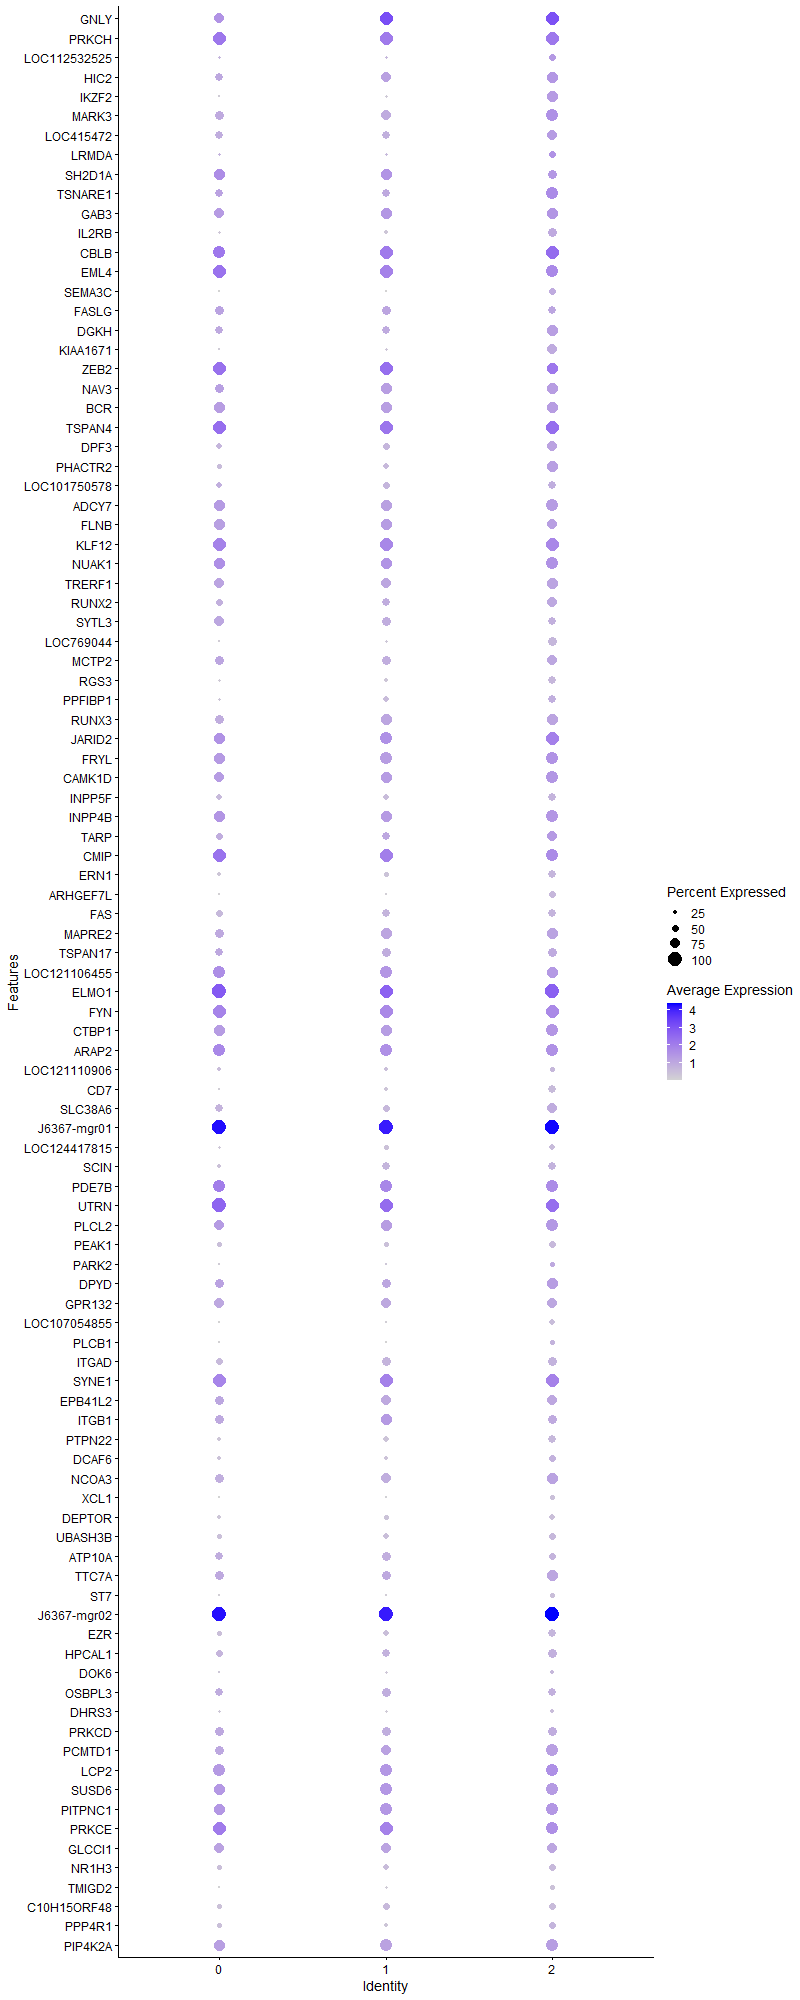 GNLY
PRKCH
LOC112532525
HIC2
IKZF2
MARK3
LOC415472
LRMDA
SH2D1A
TSNARE1
GAB3
IL2RB
CBLB
EML4
SEMA3C
FASLG
DGKH
KIAA1671
ZEB2
NAV3
BCR
TSPAN4
DPF3
PHACTR2
LOC101750578
ADCY7
FLNB
KLF12
NUAK1
TRERF1
RUNX2
SYTL3
LOC769044
MCTP2
RGS3
PPFIBP1
RUNX3
JARID2
FRYL
CAMK1D
INPP5F
INPP4B
TARP
CMIP
ERN1
ARHGEF7L
FAS
MAPRE2
TSPAN17
LOC121106455
ELMO1
FYN
CTBP1
ARAP2
LOC121110906
CD7
SLC38A6
J6367-mgr01
LOC124417815
SCIN
PDE7B
UTRN
PLCL2
PEAK1
PARK2
DPYD
GPR132
LOC107054855
PLCB1
ITGAD
SYNE1
EPB41L2
ITGB1
PTPN22
DCAF6
NCOA3
XCL1
DEPTOR
UBASH3B
ATP10A
TTC7A
ST7
J6367-mgr02
EZR
HPCAL1
DOK6
OSBPL3
DHRS3
PRKCD
PCMTD1
LCP2
SUSD6
PITPNC1
PRKCE
GLCCI1
NR1H3
TMIGD2
C10H15ORF48
PPP4R1
PIP4K2A
Features
0 1 2
Identity
Percent Expressed
25
50
75
100
Average Expression
4
3
2
1